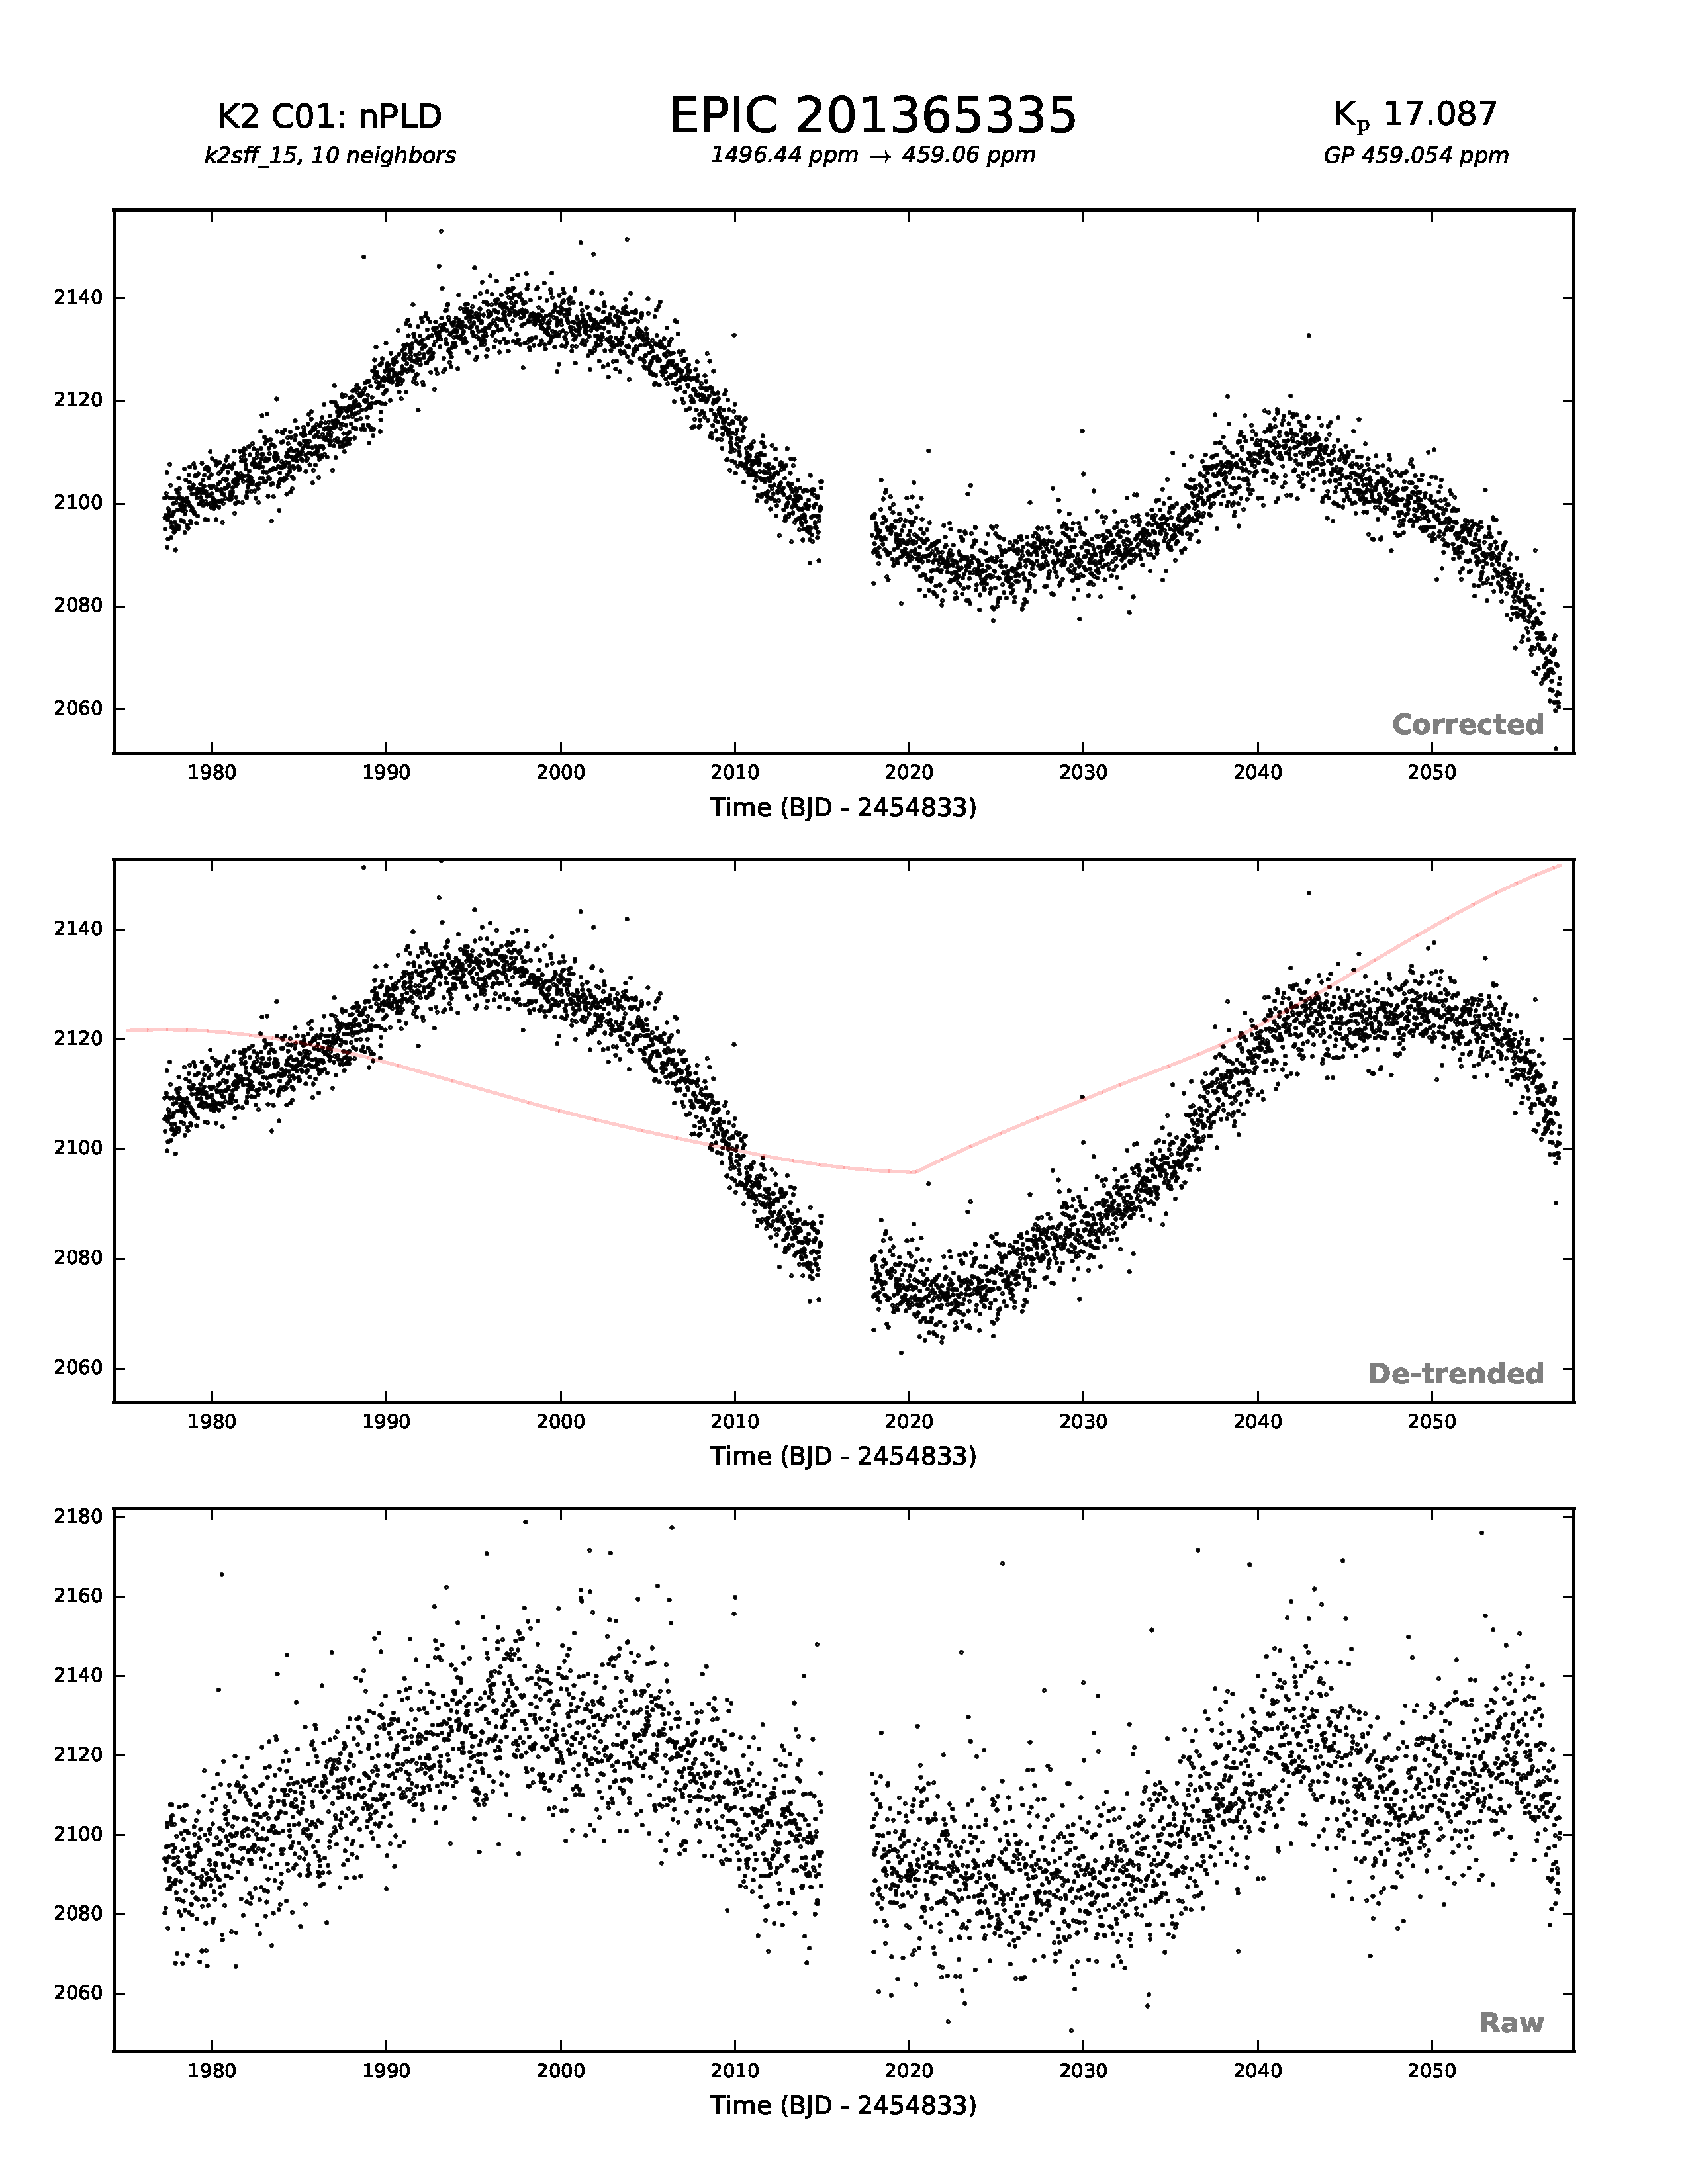 K2 C01: nPLD
EPIC 201365335
Kp 17.087
k2sff_15, 10 neighbors
1496.44 ppm → 459.06 ppm
GP 459.054 ppm
2140
2120
2100
2080
2060
Corrected
1980 1990 2000 2010 2020 2030 2040 2050
Time (BJD - 2454833)
2140
2120
2100
2080
2060
De-trended
1980 1990 2000 2010 2020 2030 2040 2050
Time (BJD - 2454833)
2180
2160
2140
2120
2100
2080
2060
Raw
1980 1990 2000 2010 2020 2030 2040 2050
Time (BJD - 2454833)